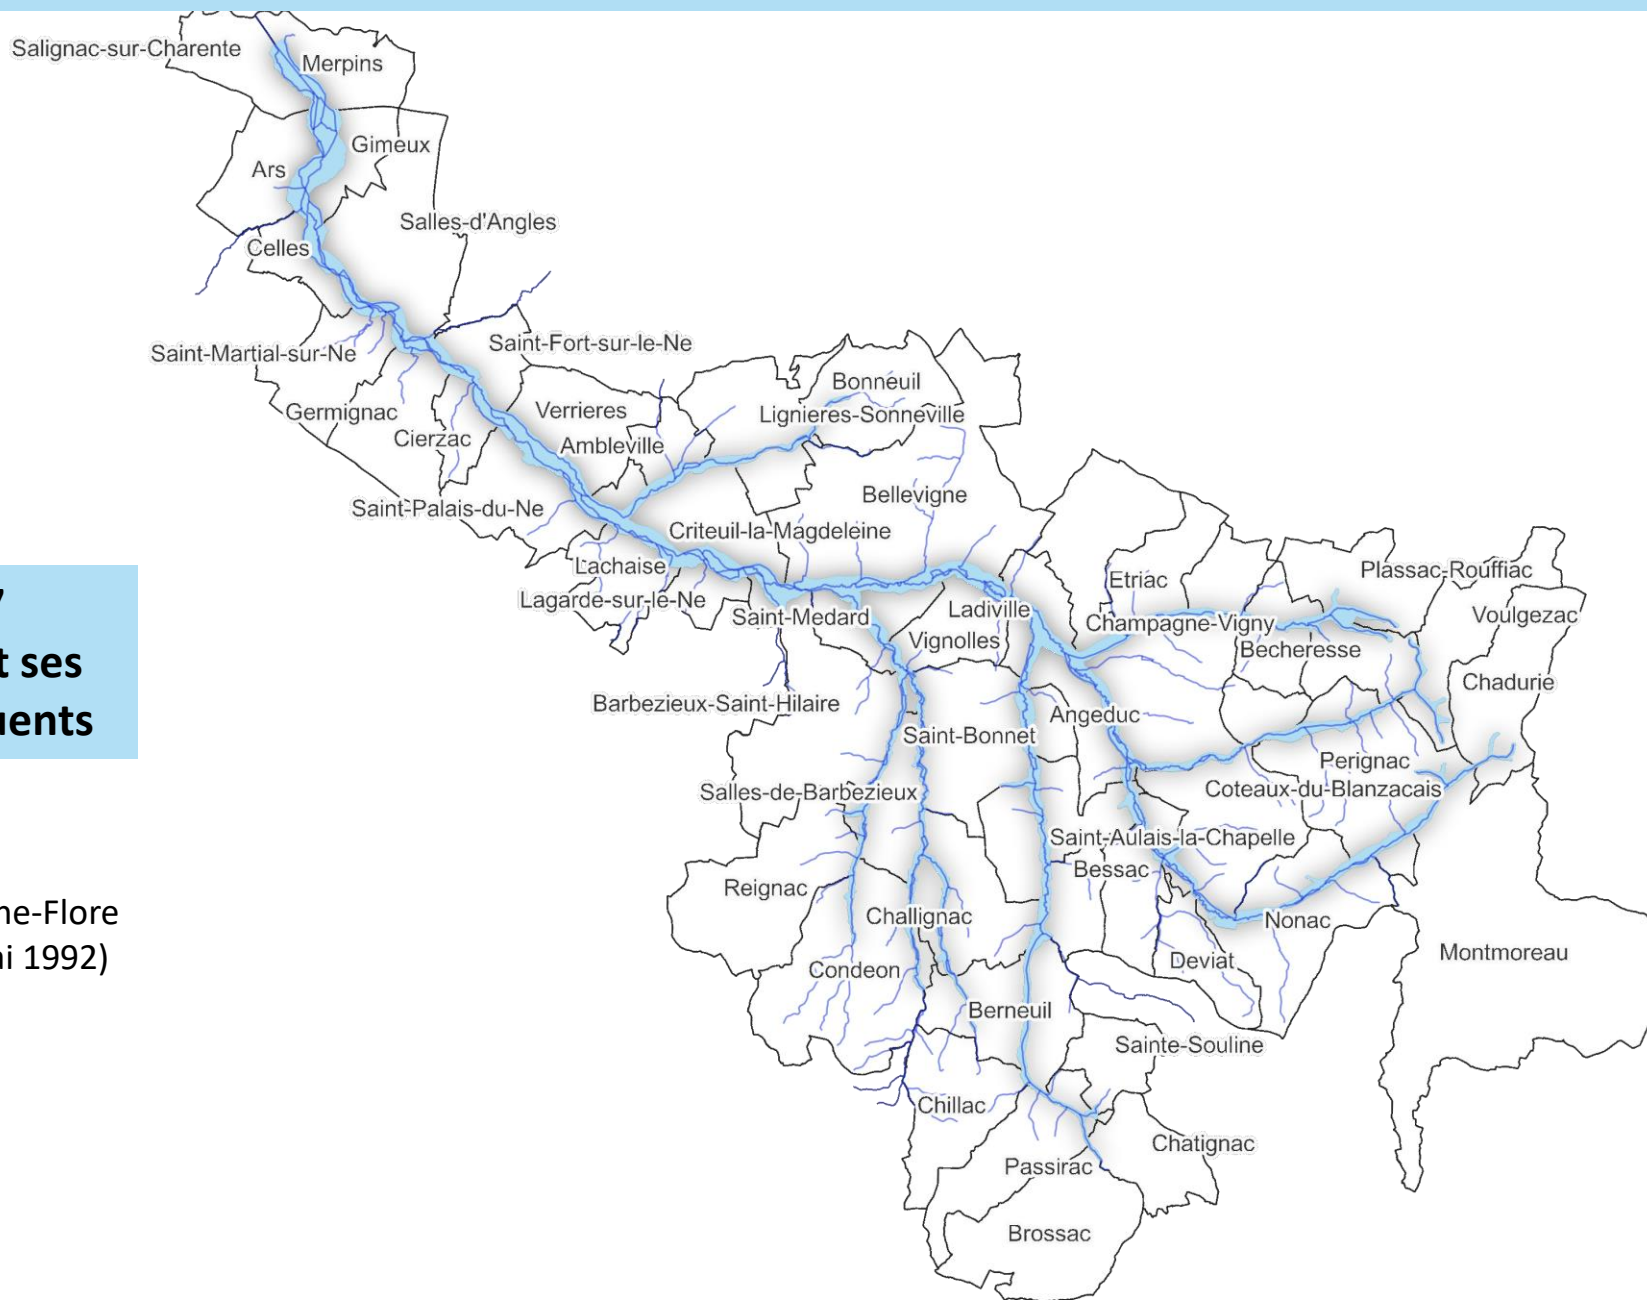 Salignac-sur-Charente
Merpins
Gimeux
Ars
Salles-d'Angles
Celles
Saint-Martial-sur-Ne
Saint-Fort-sur-le-Ne
Bonneuil
Germignac
Verrieres
Lignieres-Sonneville
Cierzac
Ambleville
Bellevigne
Saint-Palais-du-Ne
Criteuil-la-Magdeleine
Lachaise
Etriac
Plassac-Rouffiac
Lagarde-sur-le-Ne
Saint-Medard
Ladiville
Champagne-Vigny
Voulgezac
Vignolles
Becheresse
t ses
Chadurie
Barbezieux-Saint-Hilaire
Angeduc
uents
Saint-Bonnet
Perignac
Salles-de-Barbezieux
Coteaux-du-Blanzacais
Saint-Aulais-la-Chapelle
Bessac
Reignac
ne-Flore
Challignac
Nonac
ai 1992)
Condeon
Deviat
Montmoreau
Berneuil
Sainte-Souline
Chillac
Chatignac
Passirac
Brossac